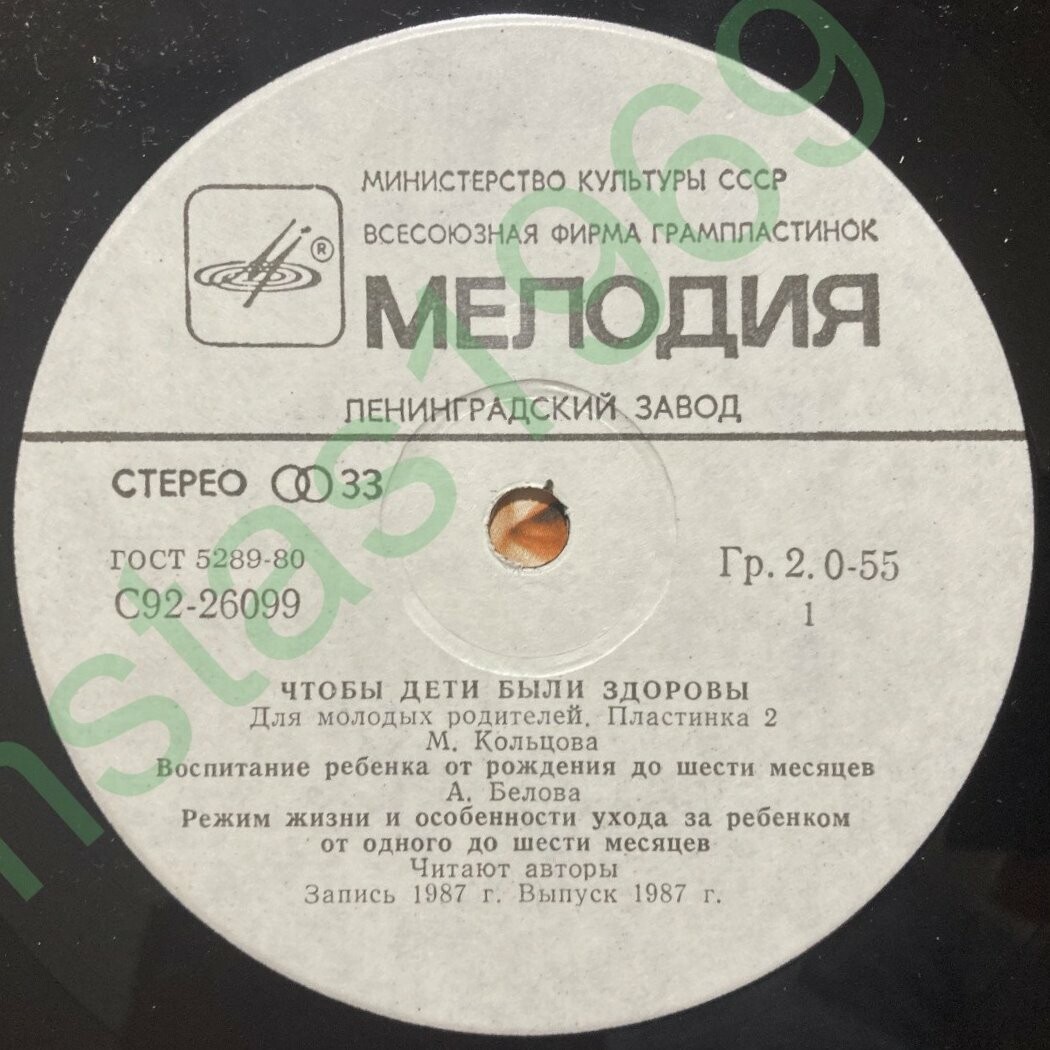 МИНИСТЕРСТВО КУЛЬТУРЫ СССР
ВСЕСОЮЗНАЯ ФИРМА ГРАМПЛАСТИНОК
®
МЕЛОДИЯ
ЛЕНИНГРАДСКИЙ ЗАВОД
СТЕРЕО 33
ГОСТ 5289-80
С92-26099
Гр. 2. 0-55
1
ЧТОБЫ ДЕТИ БЫЛИ ЗДОРОВЫ
Для молодых родителей. Пластинка 2
М. Кольцова
Воспитание ребенка от рождения до шести месяцев
А. Белова
Режим жизни и особенности ухода за ребенком
от одного до шести месяцев
Читают авторы
Запись 1987 г. Выпуск 1987 г.
nstas1969